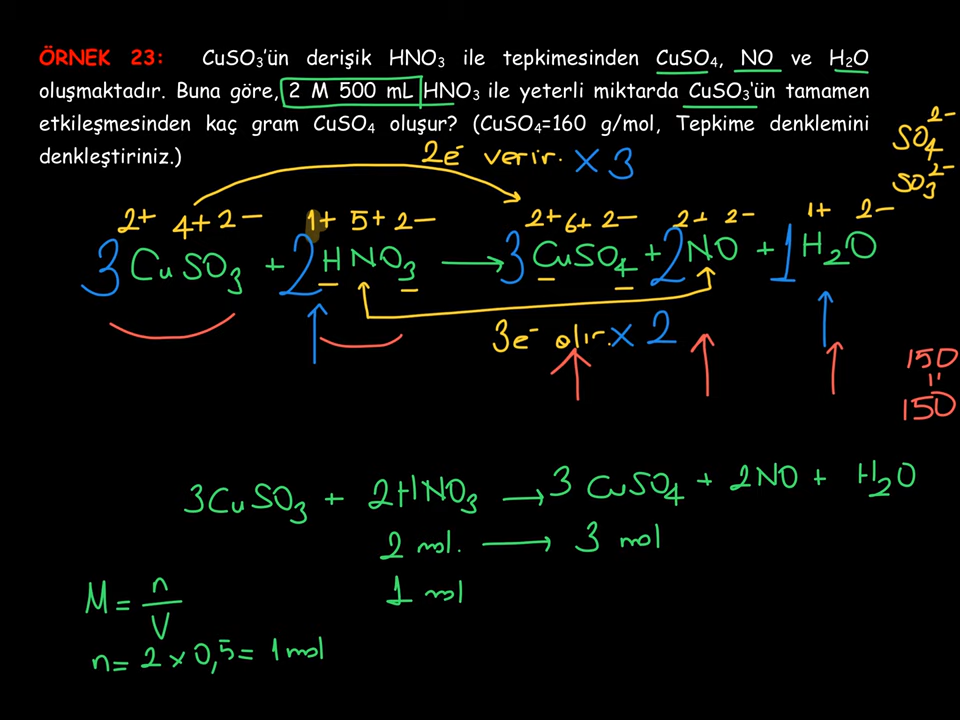 ÖRNEK 23: CuSO₃'ün derişik HNO₃ ile tepkimesinden CuSO₄, NO ve H₂O
oluşmaktadır. Buna göre, 2 M 500 mL HNO₃ ile yeterli miktarda CuSO₃'ün tamamen
etkileşmesinden kaç gram CuSO₄ oluşur? (CuSO₄=160 g/mol, Tepkime denklemini
denkleştiriniz.)
SO₄²⁻
SO₃²⁻
2e⁻ verir. × 3
2+ 4+ 2− 1+ 5+ 2− 2+ 6+ 2− 2+ 2− 1+ 2−
3CuSO₃ + 2HNO₃ → 3CuSO₄ + 2NO + 1H₂O
3e⁻ alır. × 2
150
=
150
3CuSO₃ + 2HNO₃ → 3CuSO₄ + 2NO + H₂O
2 mol. → 3 mol
1 mol
M = n/V
n = 2 × 0,5 = 1 mol